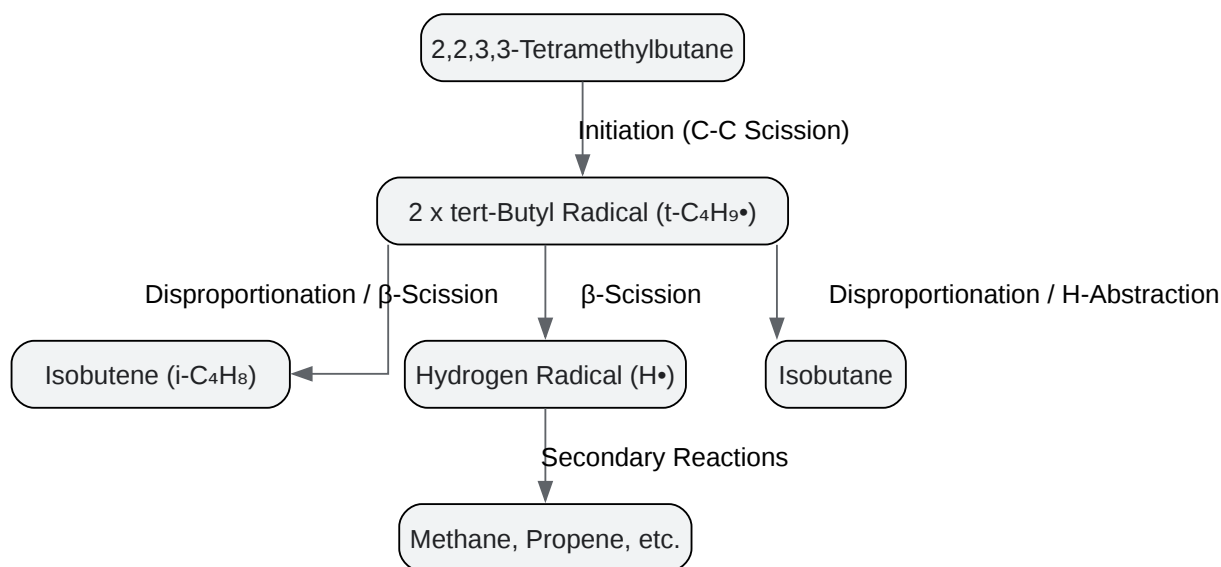 2,2,3,3-Tetramethylbutane
Initiation (C-C Scission)
2 x tert-Butyl Radical (t-C₄H₉•)
Disproportionation / β-Scission
β-Scission
Disproportionation / H-Abstraction
Isobutene (i-C₄H₈)
Hydrogen Radical (H•)
Isobutane
Secondary Reactions
Methane, Propene, etc.